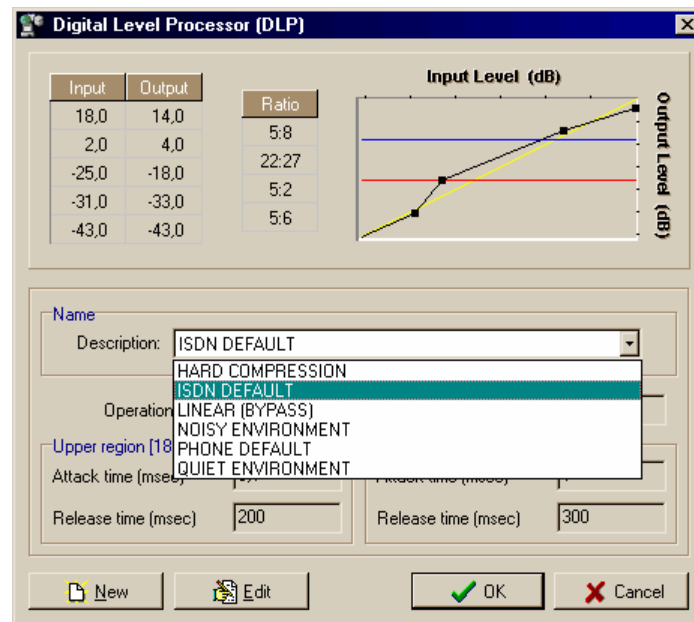 Digital Level Processor (DLP)
Input Output
18,0 14,0
2,0 4,0
-25,0 -18,0
-31,0 -33,0
-43,0 -43,0
Ratio
5:8
22:27
5:2
5:6
Input Level (dB)
Output Level (dB)
Name
Description: ISDN DEFAULT
HARD COMPRESSION
ISDN DEFAULT
LINEAR (BYPASS)
NOISY ENVIRONMENT
PHONE DEFAULT
QUIET ENVIRONMENT
Operation
Upper region [18
Attack time (msec)
Release time (msec) 200
Release time (msec) 300
New
Edit
OK
Cancel